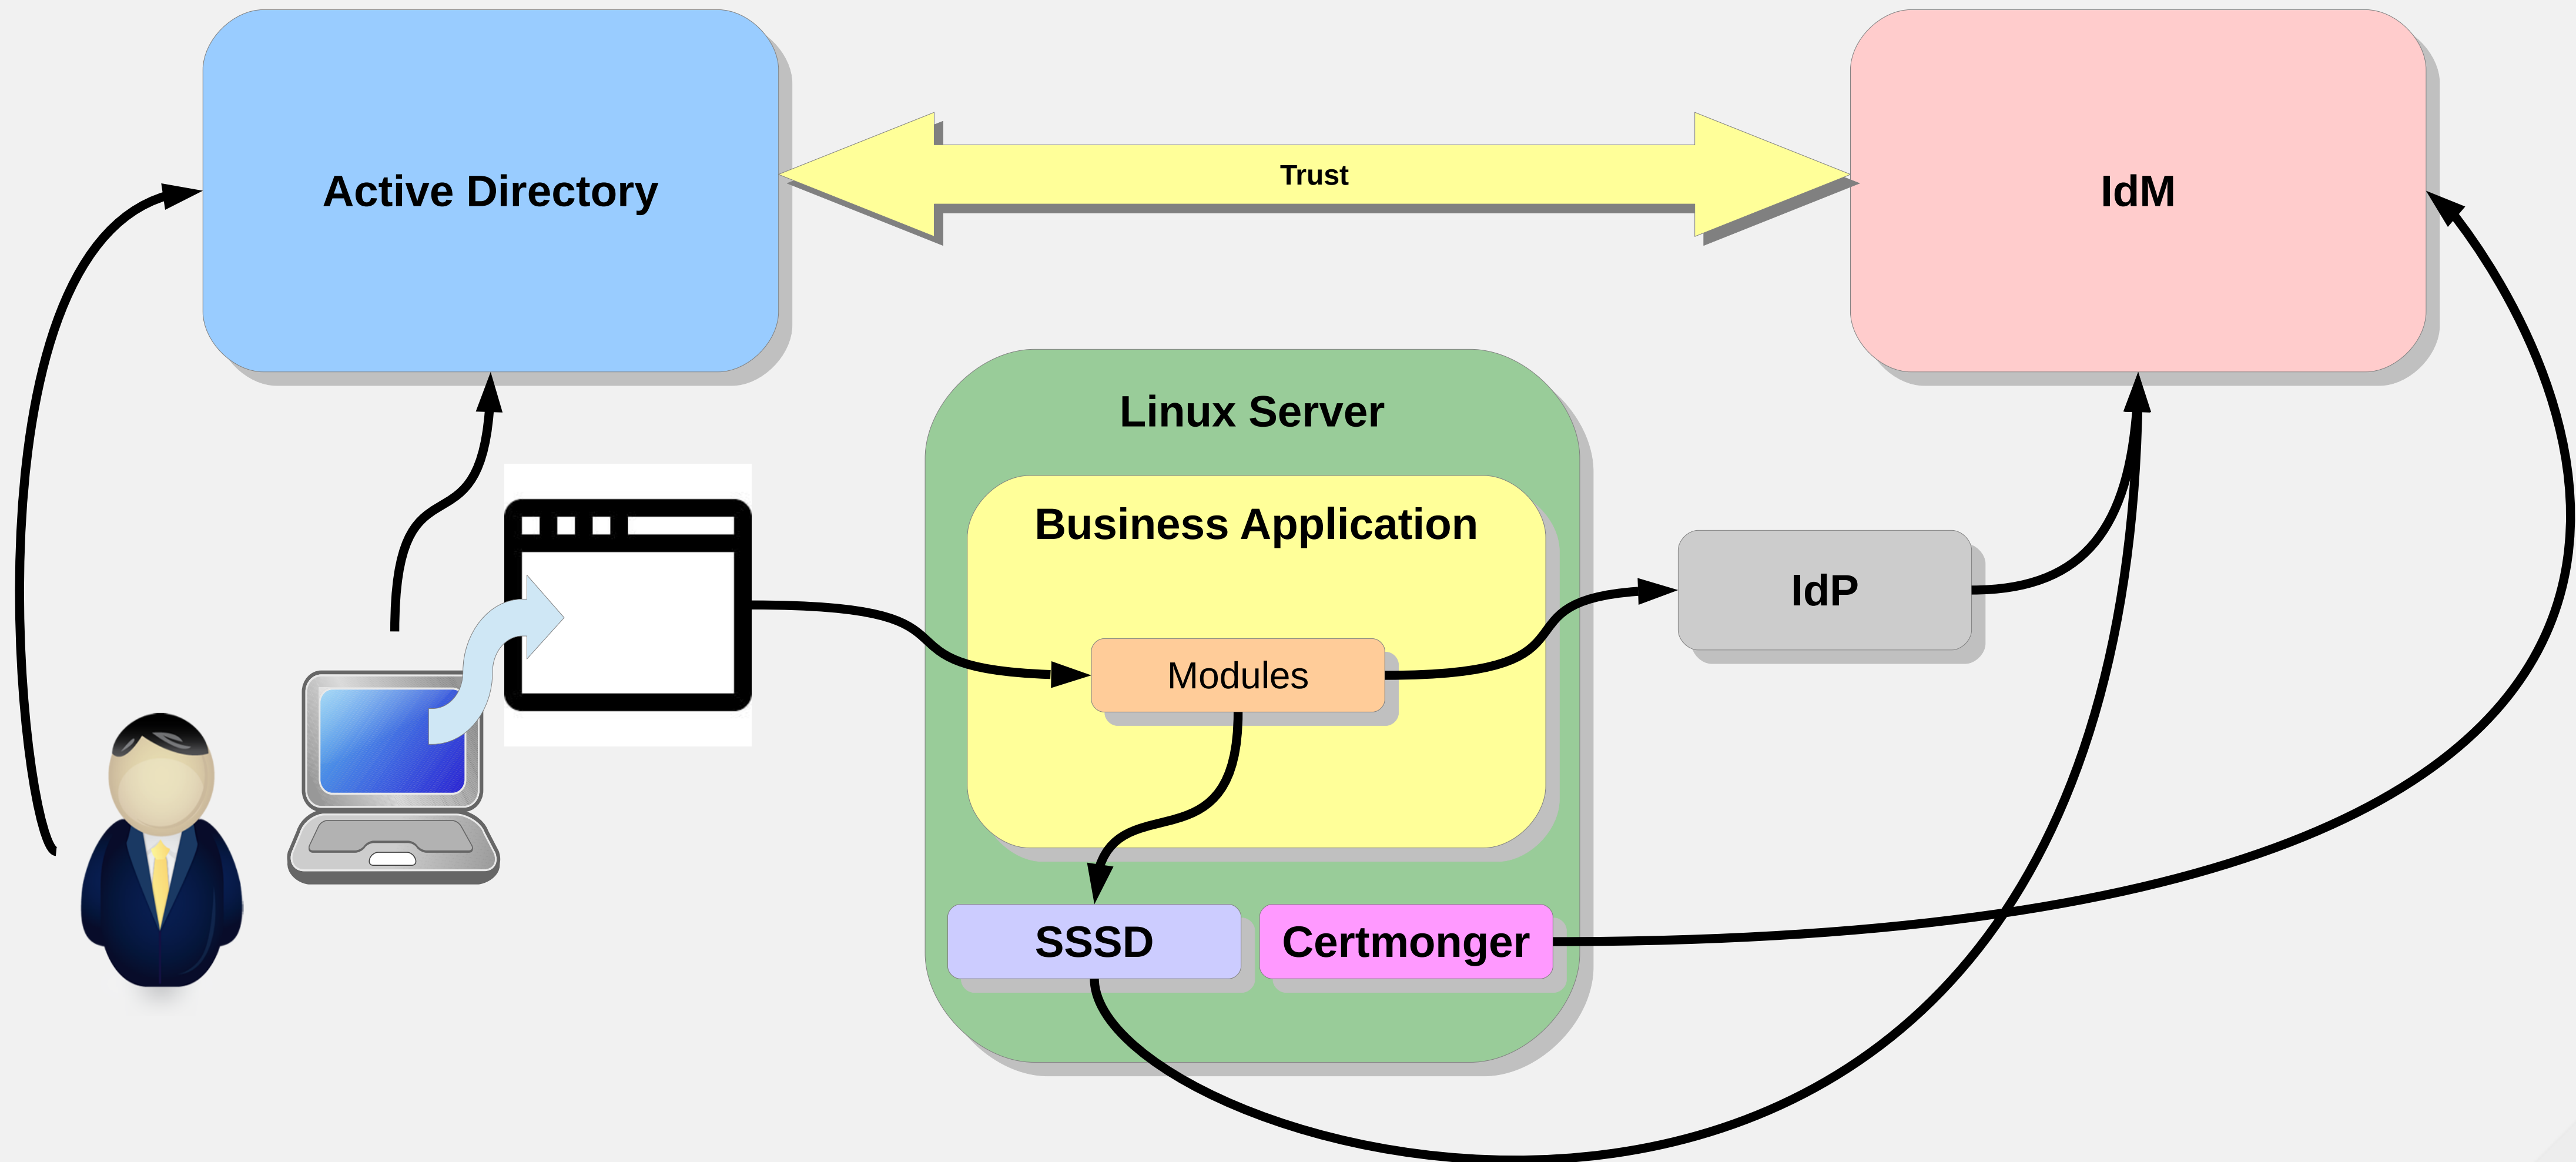 Active Directory
Trust
IdM
Linux Server
Business Application
IdP
Modules
SSSD
Certmonger